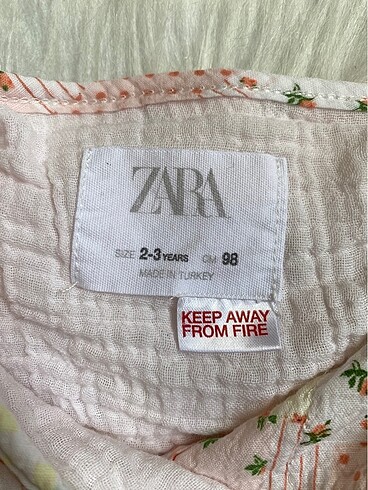 ZARA
SIZE 2-3 YEARS CM 98
MADE IN TURKEY
KEEP AWAY
FROM FIRE